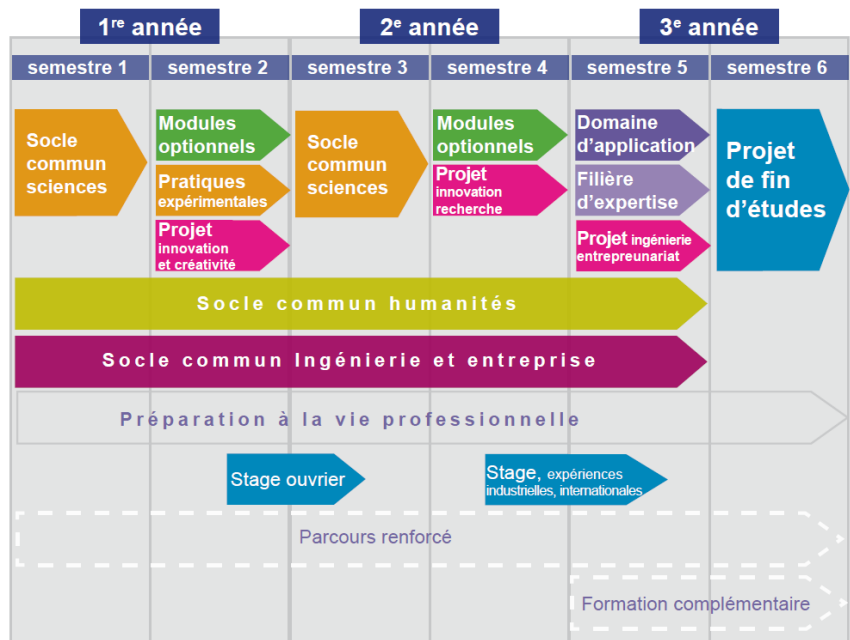 1re année
2e année
3e année
semestre 1
semestre 2
semestre 3
semestre 4
semestre 5
semestre 6
Socle
commun
sciences
Modules
optionnels
Pratiques
expérimentales
Projet
innovation
et créativité
Socle
commun
sciences
Modules
optionnels
Projet
innovation
recherche
Domaine
d’application
Filière
d’expertise
Projet ingénierie
entrepreunariat
Projet
de fin
d’études
Socle commun humanités
Socle commun Ingénierie et entreprise
Préparation à la vie professionnelle
Stage ouvrier
Stage, expériences
industrielles, internationales
Parcours renforcé
Formation complémentaire